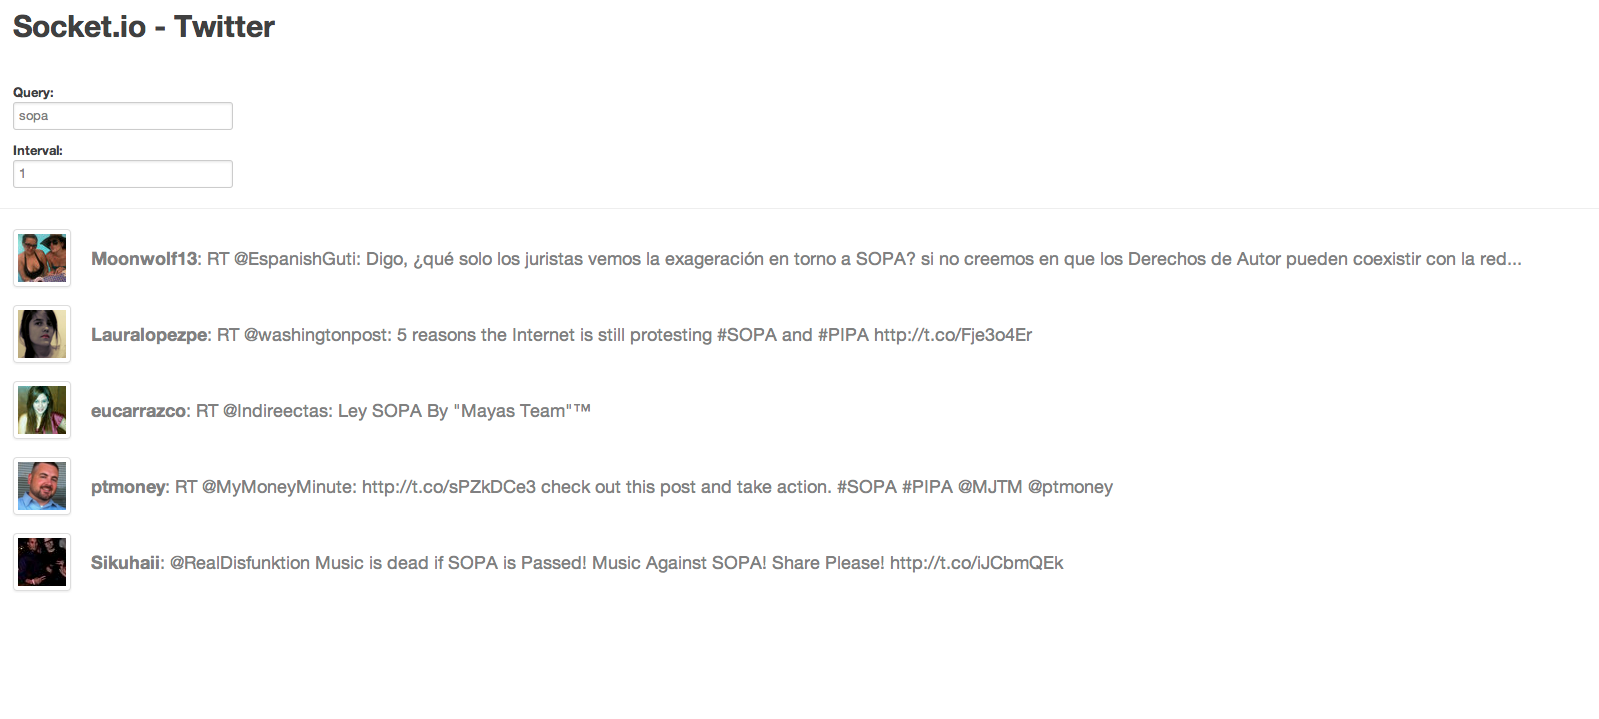 Socket.io - Twitter
Query:
sopa
Interval:
1
Moonwolf13: RT @EspanishGuti: Digo, ¿qué solo los juristas vemos la exageración en torno a SOPA? si no creemos en que los Derechos de Autor pueden coexistir con la red...
Lauralopezpe: RT @washingtonpost: 5 reasons the Internet is still protesting #SOPA and #PIPA http://t.co/Fje3o4Er
eucarrazco: RT @Indireectas: Ley SOPA By "Mayas Team"™
ptmoney: RT @MyMoneyMinute: http://t.co/sPZkDCe3 check out this post and take action. #SOPA #PIPA @MJTM @ptmoney
Sikuhaii: @RealDisfunktion Music is dead if SOPA is Passed! Music Against SOPA! Share Please! http://t.co/iJCbmQEk